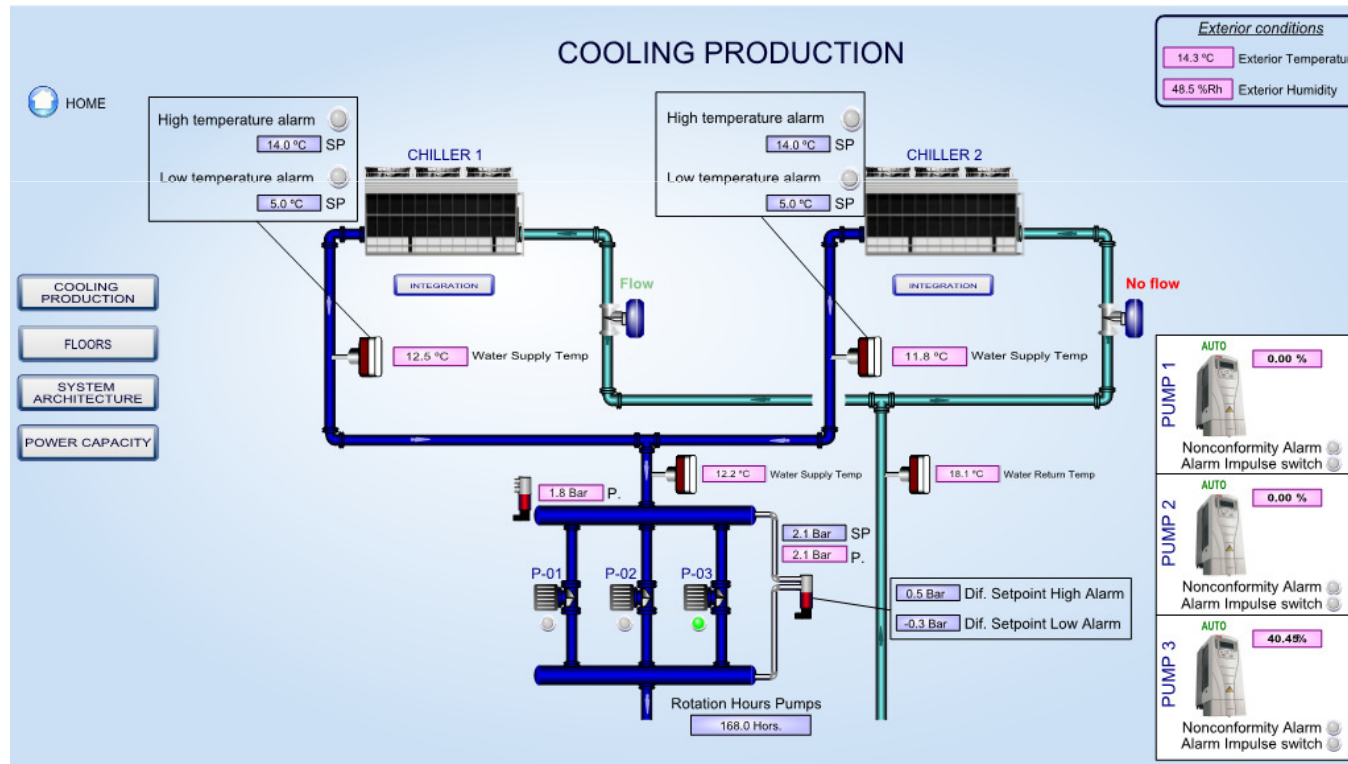 COOLING PRODUCTION
Exterior conditions
14.3 ºC Exterior Temperatur
48.5 %Rh Exterior Humidity
HOME
High temperature alarm
14.0 ºC SP
Low temperature alarm
5.0 ºC SP
CHILLER 1
High temperature alarm
14.0 ºC SP
Low temperature alarm
5.0 ºC SP
CHILLER 2
COOLING
PRODUCTION
FLOORS
SYSTEM
ARCHITECTURE
POWER CAPACITY
INTEGRATION
Flow
INTEGRATION
No flow
12.5 ºC Water Supply Temp
11.8 ºC Water Supply Temp
12.2 ºC Water Supply Temp
18.1 ºC Water Return Temp
1.8 Bar P.
2.1 Bar SP
2.1 Bar P.
P-01
P-02
P-03
0.5 Bar Dif. Setpoint High Alarm
-0.3 Bar Dif. Setpoint Low Alarm
Rotation Hours Pumps
168.0 Hors.
PUMP 1
AUTO
0.00 %
Nonconformity Alarm
Alarm Impulse switch
PUMP 2
AUTO
0.00 %
Nonconformity Alarm
Alarm Impulse switch
PUMP 3
AUTO
40.45%
Nonconformity Alarm
Alarm Impulse switch